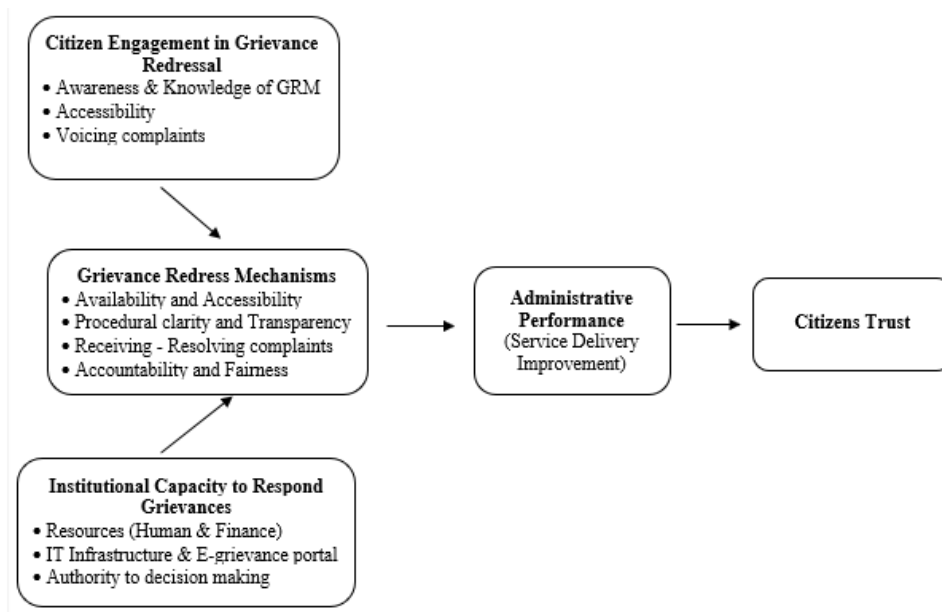 Citizen Engagement in Grievance
Redressal
• Awareness & Knowledge of GRM
• Accessibility
• Voicing complaints
Grievance Redress Mechanisms
• Availability and Accessibility
• Procedural clarity and Transparency
• Receiving - Resolving complaints
• Accountability and Fairness
Administrative
Performance
(Service Delivery
Improvement)
Citizens Trust
Institutional Capacity to Respond
Grievances
• Resources (Human & Finance)
• IT Infrastructure & E-grievance portal
• Authority to decision making